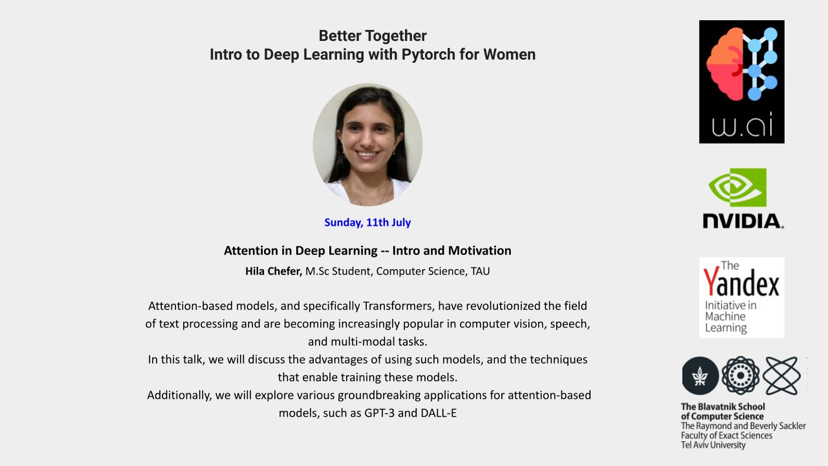 Better Together
Intro to Deep Learning with Pytorch for Women
Sunday, 11th July
Attention in Deep Learning -- Intro and Motivation
Hila Chefer, M.Sc Student, Computer Science, TAU
Attention-based models, and specifically Transformers, have revolutionized the field
of text processing and are becoming increasingly popular in computer vision, speech,
and multi-modal tasks.
In this talk, we will discuss the advantages of using such models, and the techniques
that enable training these models.
Additionally, we will explore various groundbreaking applications for attention-based
models, such as GPT-3 and DALL-E
w.ai
NVIDIA.
The
Yandex
Initiative in
Machine
Learning
The Blavatnik School
of Computer Science
The Raymond and Beverly Sackler
Faculty of Exact Sciences
Tel Aviv University